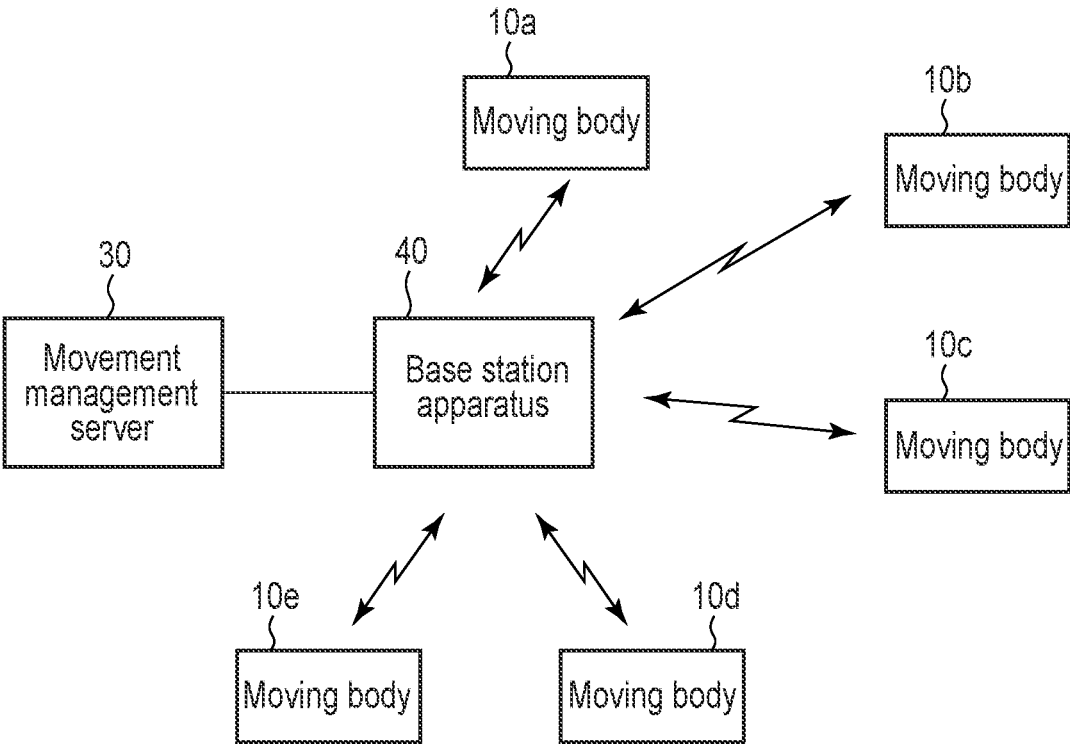 10a
Moving body
10b
Moving body
30
Movement
management
server
40
Base station
apparatus
10c
Moving body
10e
Moving body
10d
Moving body